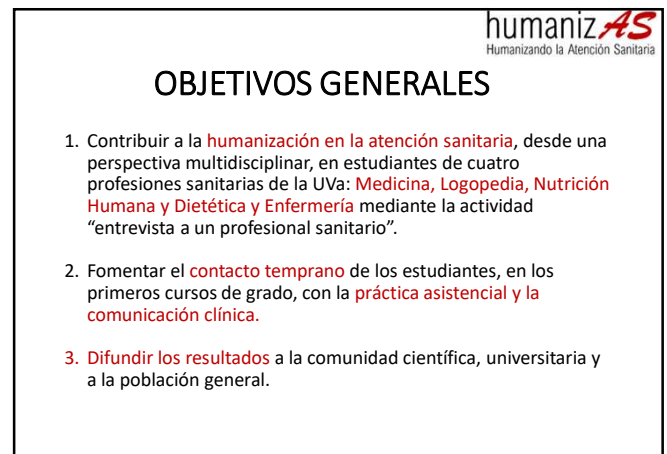 humanizAS
Humanizando la Atención Sanitaria
OBJETIVOS GENERALES
1. Contribuir a la humanización en la atención sanitaria, desde una
perspectiva multidisciplinar, en estudiantes de cuatro
profesiones sanitarias de la UVa: Medicina, Logopedia, Nutrición
Humana y Dietética y Enfermería mediante la actividad
“entrevista a un profesional sanitario”.
2. Fomentar el contacto temprano de los estudiantes, en los
primeros cursos de grado, con la práctica asistencial y la
comunicación clínica.
3. Difundir los resultados a la comunidad científica, universitaria y
a la población general.